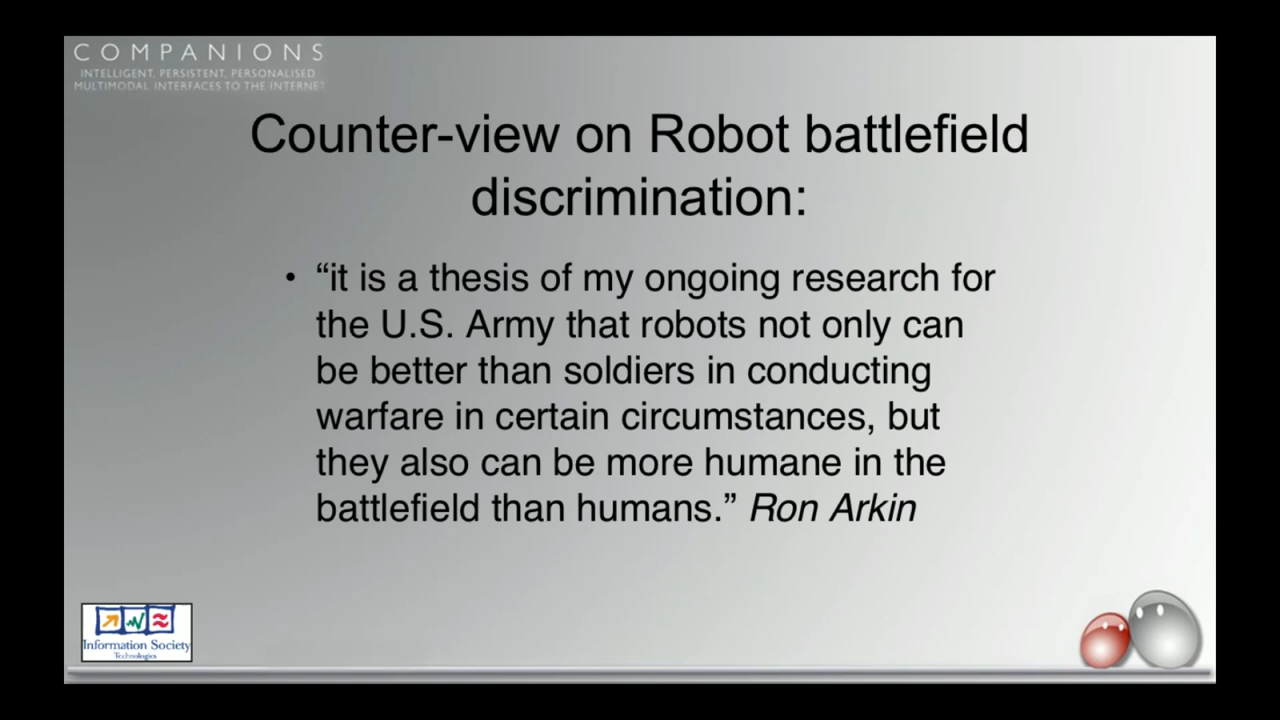 COMPANIONS
INTELLIGENT, PERSISTENT, PERSONALISED
MULTIMODAL INTERFACES TO THE INTERNET
Counter-view on Robot battlefield
discrimination:
• “it is a thesis of my ongoing research for
the U.S. Army that robots not only can
be better than soldiers in conducting
warfare in certain circumstances, but
they also can be more humane in the
battlefield than humans.” Ron Arkin
Information Society
Technologies